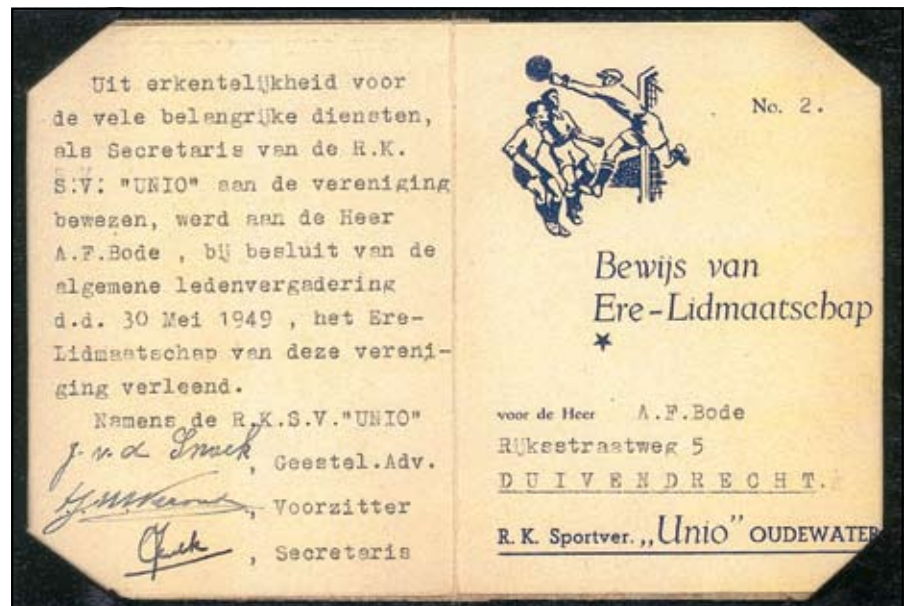 Uit erkentelijkheid voor
de vele belangrijke diensten,
als Secretaris van de R.K.
S.V. "UNIO" aan de vereniging
bewezen, werd aan de Heer
A.F.Bode , bij besluit van de
algemene ledenvergadering
d.d. 30 Mei 1949 , het Ere-
Lidmaatschap van deze vereni-
ging verleend.
Namens de R.K.S.V."UNIO"
J. v. d. Snoek , Geestel.Adv.
, Voorzitter
, Secretaris
No. 2.
Bewijs van
Ere-Lidmaatschap
voor de Heer A.F.Bode
Rijksstraatweg 5
DUIVENDRECHT.
R. K. Sportver. „Unio” OUDEWATER